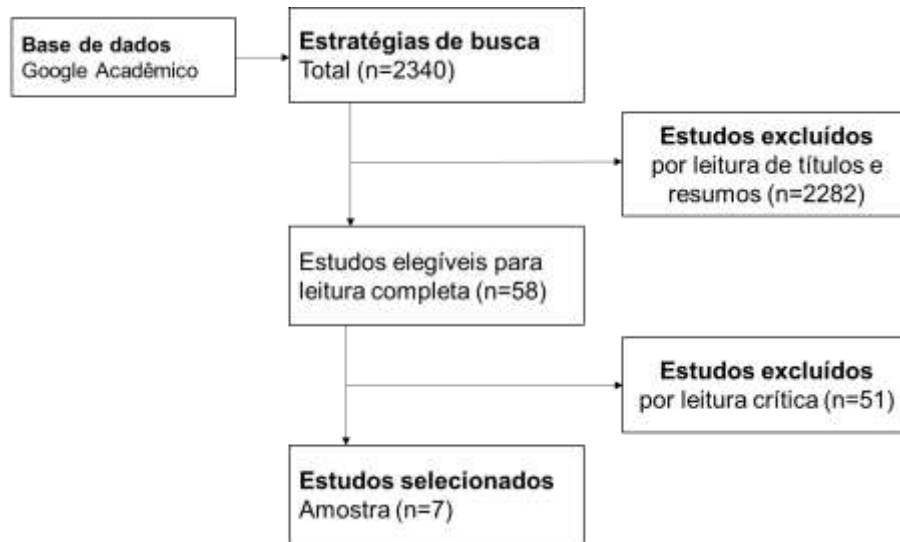 Base de dados
Google Acadêmico
Estratégias de busca
Total (n=2340)
Estudos excluídos
por leitura de títulos e
resumos (n=2282)
Estudos elegíveis para
leitura completa (n=58)
Estudos excluídos
por leitura crítica (n=51)
Estudos selecionados
Amostra (n=7)